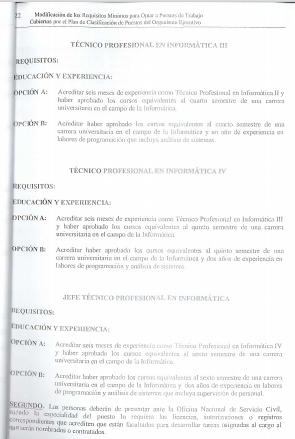 22 Modificación de los Requisitos Mínimos para Optar a Puestos de Trabajo
Cubiertos por el Plan de Clasificación de Puestos del Organismo Ejecutivo
TÉCNICO PROFESIONAL EN INFORMÁTICA III
REQUISITOS:
EDUCACIÓN Y EXPERIENCIA:
OPCIÓN A: Acreditar seis meses de experiencia como Técnico Profesional en Informática II y
haber aprobado los cursos equivalentes al cuarto semestre de una carrera
universitaria en el campo de la Informática.
OPCIÓN B: Acreditar haber aprobado los cursos equivalentes al cuarto semestre de una
carrera universitaria en el campo de la Informática y un año de experiencia en
labores de programación que incluya análisis de sistemas.
TÉCNICO PROFESIONAL EN INFORMÁTICA IV
REQUISITOS:
EDUCACIÓN Y EXPERIENCIA:
OPCIÓN A: Acreditar seis meses de experiencia como Técnico Profesional en Informática III
y haber aprobado los cursos equivalentes al quinto semestre de una carrera
universitaria en el campo de la Informática.
OPCIÓN B: Acreditar haber aprobado los cursos equivalentes al quinto semestre de una
carrera universitaria en el campo de la Informática y dos años de experiencia en
labores de programación y análisis de sistemas.
JEFE TÉCNICO PROFESIONAL EN INFORMÁTICA
REQUISITOS:
EDUCACIÓN Y EXPERIENCIA:
OPCIÓN A: Acreditar seis meses de experiencia como Técnico Profesional en Informática IV
y haber aprobado los cursos equivalentes al sexto semestre de una carrera
universitaria en el campo de la Informática.
OPCIÓN B: Acreditar haber aprobado los cursos equivalentes al sexto semestre de una carrera
universitaria en el campo de la Informática y dos años de experiencia en labores
de programación y análisis de sistemas que incluya supervisión de personal.
SEGUNDO. Las personas deberán de presentar ante la Oficina Nacional de Servicio Civil,
cuando la especialidad del puesto lo requiera las licencias, autorizaciones o registros
correspondientes que acrediten que están facultados para desarrollar tareas asignadas al cargo al
que serán nombrados o contratados.